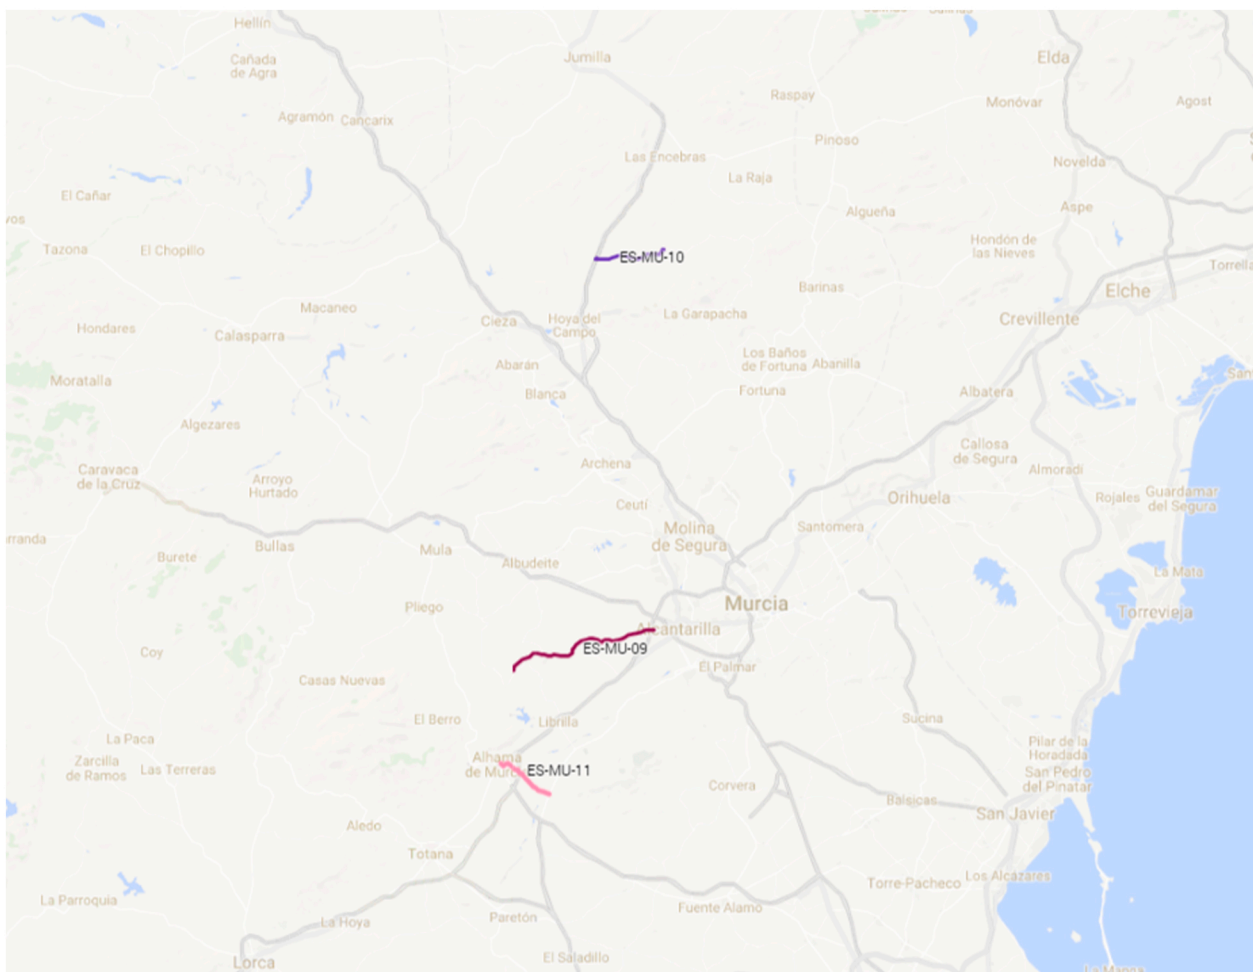 Hellín
Jumilla
Elda
Cañada
de Agra
Raspay
Monóvar
Agost
Agramón
Cancarix
Pinoso
Las Encebras
Novelda
La Raja
El Cañar
Algueña
Aspe
Tazona
El Chopillo
Hondón de
las Nieves
ES-MU-10
Torrella
Barinas
Elche
Macaneo
La Garapacha
Crevillente
Hondares
Calasparra
Cieza
Hoya del
Campo
Los Baños
de Fortuna
Abanilla
Abarán
Moratalla
Blanca
Fortuna
Albatera
Algezares
Callosa
de Segura
Caravaca
de la Cruz
Archena
Almoradí
Arroyo
Hurtado
Ceutí
Orihuela
Rojales
Guardamar
del Segura
Molina
de Segura
Santomera
arranda
Burete
Bullas
Mula
Albudeite
La Mata
Pliego
Murcia
Torrevieja
Alcantarilla
ES-MU-09
Coy
El Palmar
Casas Nuevas
El Berro
Librilla
Sucina
La Paca
Pilar de la
Horadada
Zarcilla
de Ramos
Las Terreras
Alhama
de Murcia
ES-MU-11
San Pedro
del Pinatar
Corvera
Balsicas
San Javier
Aledo
Totana
Torre-Pacheco
Los Alcázares
La Parroquia
La Hoya
Paretón
Fuente Alamo
Lorca
El Saladillo
La Manga